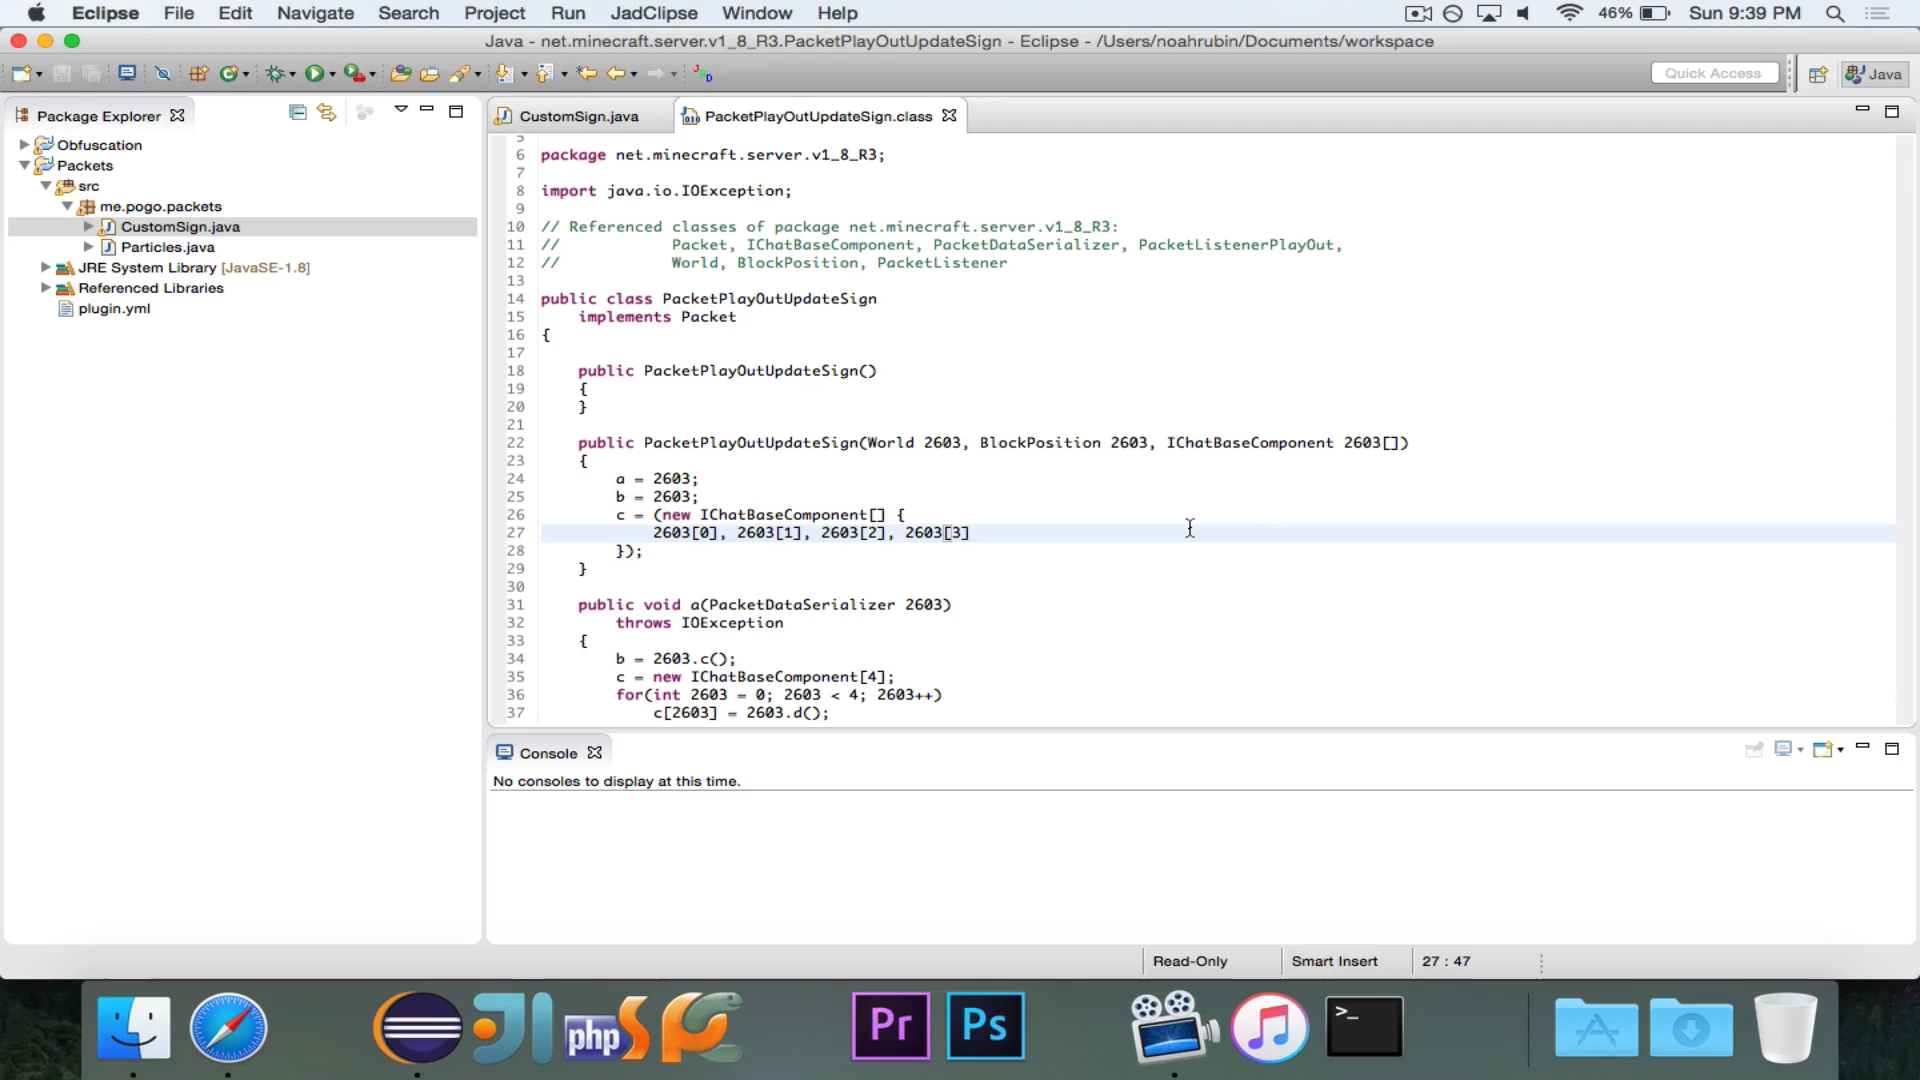 Eclipse File Edit Navigate Search Project Run JadClipse Window Help 46% Sun 9:39 PM
Java - net.minecraft.server.v1_8_R3.PacketPlayOutUpdateSign - Eclipse - /Users/noahrubin/Documents/workspace
Quick Access Java
Package Explorer
Obfuscation
Packets
src
me.pogo.packets
CustomSign.java
Particles.java
JRE System Library [JavaSE-1.8]
Referenced Libraries
plugin.yml
CustomSign.java PacketPlayOutUpdateSign.class
5
6 package net.minecraft.server.v1_8_R3;
7
8 import java.io.IOException;
9
10 // Referenced classes of package net.minecraft.server.v1_8_R3:
11 // Packet, IChatBaseComponent, PacketDataSerializer, PacketListenerPlayOut,
12 // World, BlockPosition, PacketListener
13
14 public class PacketPlayOutUpdateSign
15 implements Packet
16 {
17
18 public PacketPlayOutUpdateSign()
19 {
20 }
21
22 public PacketPlayOutUpdateSign(World 2603, BlockPosition 2603, IChatBaseComponent 2603[])
23 {
24 a = 2603;
25 b = 2603;
26 c = (new IChatBaseComponent[] {
27 2603[0], 2603[1], 2603[2], 2603[3]
28 });
29 }
30
31 public void a(PacketDataSerializer 2603)
32 throws IOException
33 {
34 b = 2603.c();
35 c = new IChatBaseComponent[4];
36 for(int 2603 = 0; 2603 < 4; 2603++)
37 c[2603] = 2603.d();
Console
No consoles to display at this time.
Read-Only Smart Insert 27 : 47
php Pr Ps >_